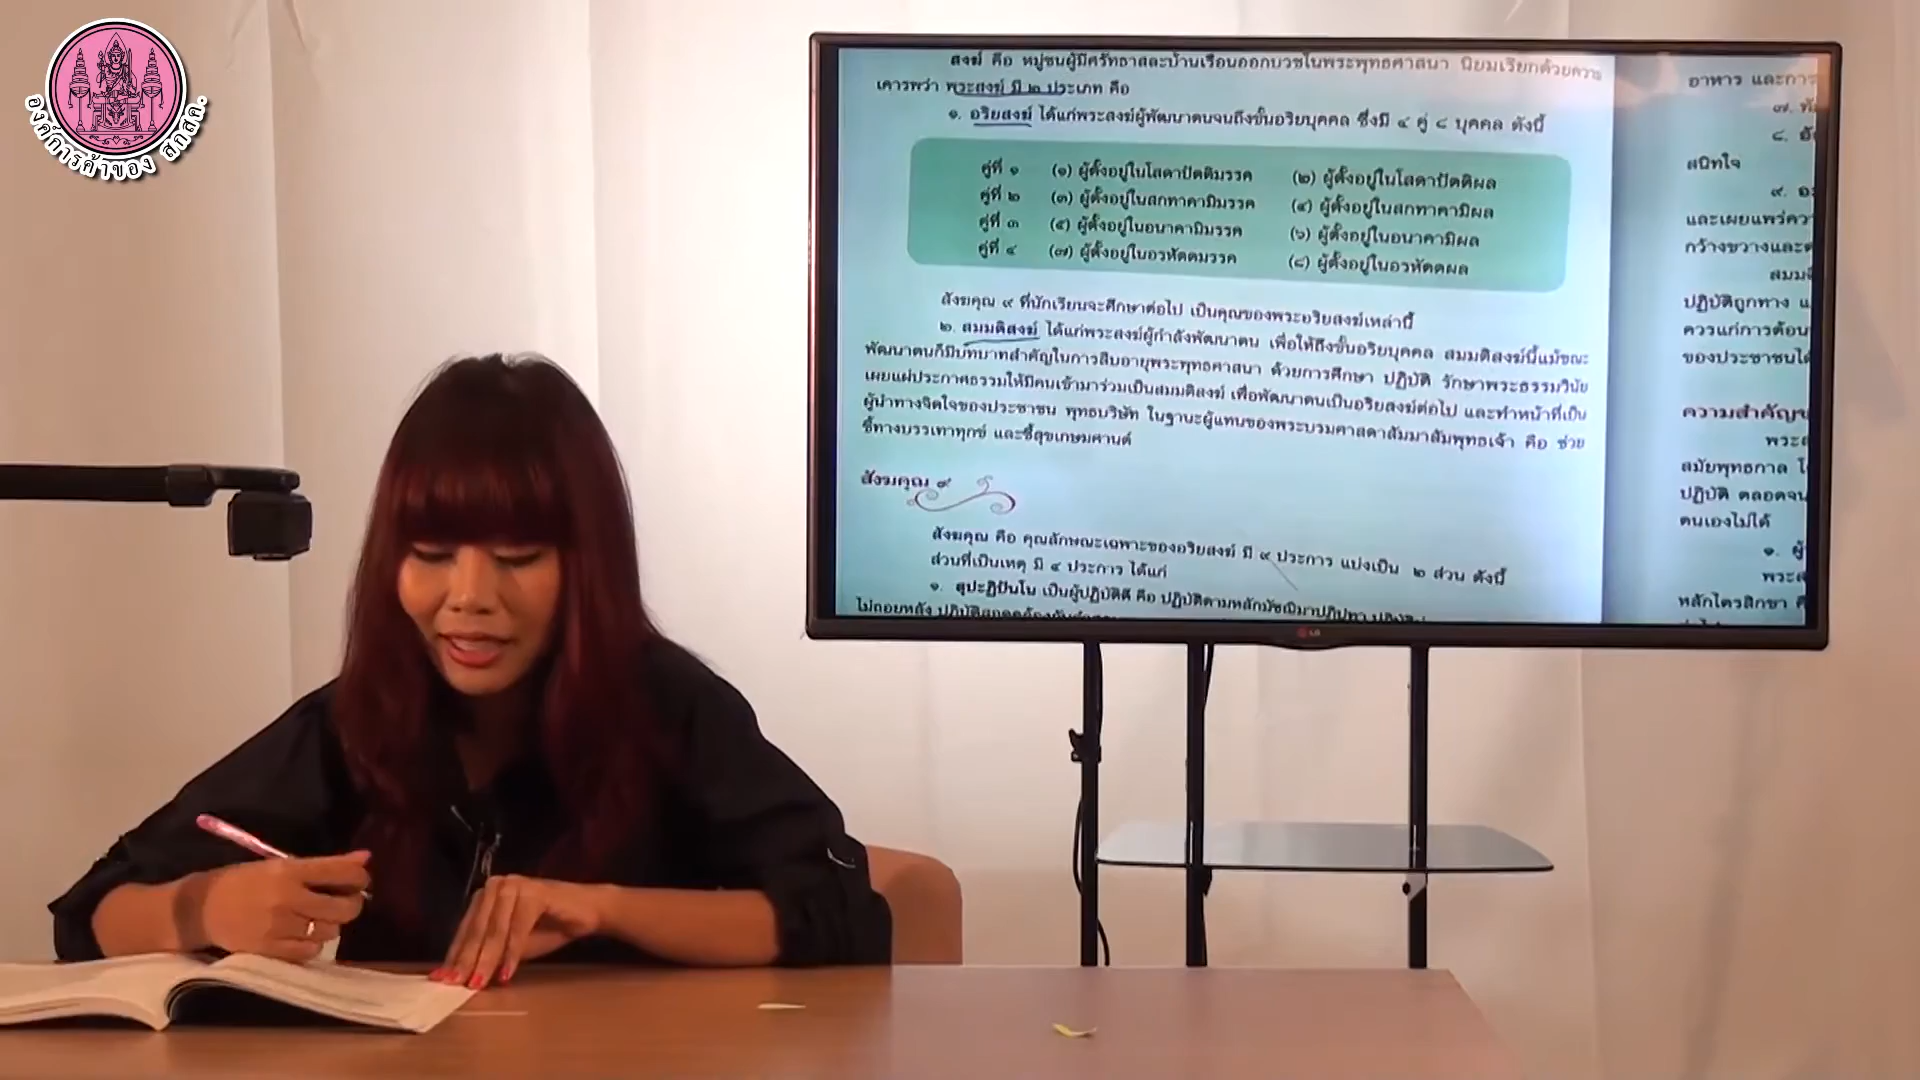 องค์การค้าของ สกสค.
สงฆ์ คือ หมู่ชนผู้มีศรัทธาสละบ้านเรือนออกบวชในพระพุทธศาสนา นิยมเรียกด้วยความ
เคารพว่า พระสงฆ์ มี ๒ ประเภท คือ
๑. อริยสงฆ์ ได้แก่พระสงฆ์ผู้พัฒนาตนจนถึงขั้นอริยบุคคล ซึ่งมี ๔ คู่ ๘ บุคคล ดังนี้
คู่ที่ ๑ (๑) ผู้ตั้งอยู่ในโสดาปัตติมรรค (๒) ผู้ตั้งอยู่ในโสดาปัตติผล
คู่ที่ ๒ (๓) ผู้ตั้งอยู่ในสกทาคามิมรรค (๔) ผู้ตั้งอยู่ในสกทาคามิผล
คู่ที่ ๓ (๕) ผู้ตั้งอยู่ในอนาคามิมรรค (๖) ผู้ตั้งอยู่ในอนาคามิผล
คู่ที่ ๔ (๗) ผู้ตั้งอยู่ในอรหัตตมรรค (๘) ผู้ตั้งอยู่ในอรหัตตผล
สังฆคุณ ๙ ที่นักเรียนจะศึกษาต่อไป เป็นคุณของพระอริยสงฆ์เหล่านี้
๒. สมมติสงฆ์ ได้แก่พระสงฆ์ผู้กำลังพัฒนาตน เพื่อให้ถึงขั้นอริยบุคคล สมมติสงฆ์นี้แม้ขณะ
พัฒนาตนก็มีบทบาทสำคัญในการสืบอายุพระพุทธศาสนา ด้วยการศึกษา ปฏิบัติ รักษาพระธรรมวินัย
เผยแผ่ประกาศธรรมให้มีคนเข้ามาร่วมเป็นสมมติสงฆ์ เพื่อพัฒนาตนเป็นอริยสงฆ์ต่อไป และทำหน้าที่เป็น
ผู้นำทางจิตใจของประชาชน พุทธบริษัท ในฐานะผู้แทนของพระบรมศาสดาสัมมาสัมพุทธเจ้า คือ ช่วย
ชี้ทางบรรเทาทุกข์ และชี้สุขเกษมศานต์
สังฆคุณ ๙
สังฆคุณ คือ คุณลักษณะเฉพาะของอริยสงฆ์ มี ๙ ประการ แบ่งเป็น ๒ ส่วน ดังนี้
ส่วนที่เป็นเหตุ มี ๔ ประการ ได้แก่
๑. สุปะฏิปันโน เป็นผู้ปฏิบัติดี คือ ปฏิบัติตามหลักมัชฌิมาปฏิปทา
ไม่ถอยหลัง
อาหาร และการ
๗.
๘.
สนิทใจ
๙.
และเผยแพร่ความ
กว้างขวางและ
สมม
ปฏิบัติถูกทาง
ควรแก่การต้อน
ของประชาชนได้
ความสำคัญ
พระส
สมัยพุทธกาล
ปฏิบัติ ตลอดจน
ตนเองไม่ได้
๑. ผู้
พระส
หลักไตรสิกขา
LG